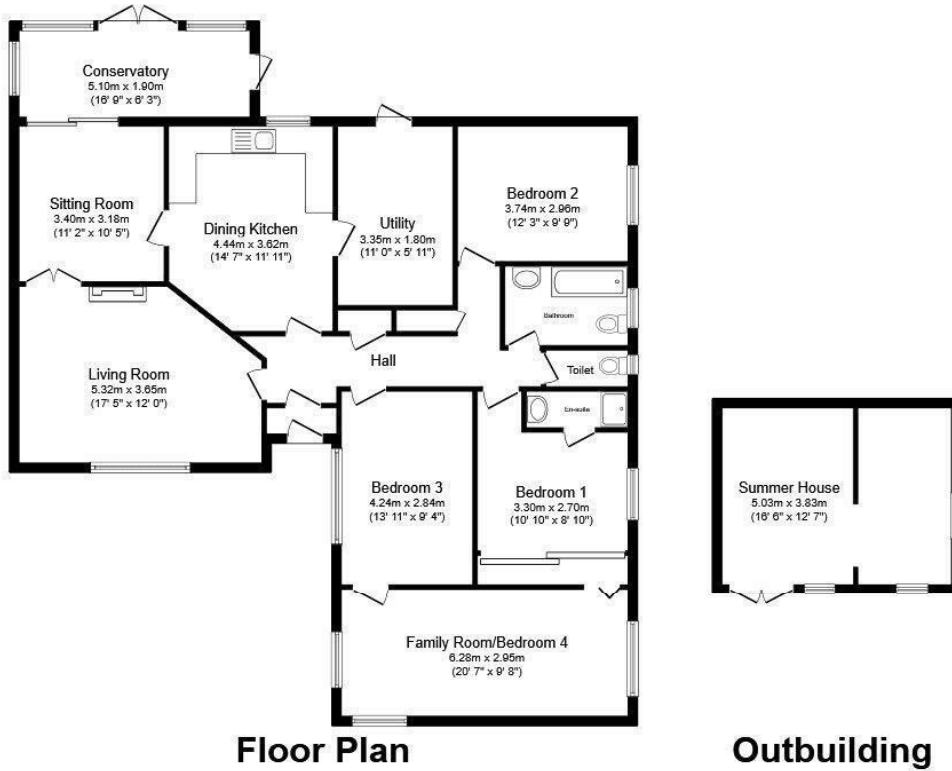 Conservatory
5.10m x 1.90m
(16' 9" x 6' 3")
Sitting Room
3.40m x 3.18m
(11' 2" x 10' 5")
Dining Kitchen
4.44m x 3.62m
(14' 7" x 11' 11")
Utility
3.35m x 1.80m
(11' 0" x 5' 11")
Bedroom 2
3.74m x 2.96m
(12' 3" x 9' 9")
Bathroom
Hall
Toilet
Living Room
5.32m x 3.65m
(17' 5" x 12' 0")
En-suite
Bedroom 3
4.24m x 2.84m
(13' 11" x 9' 4")
Bedroom 1
3.30m x 2.70m
(10' 10" x 8' 10")
Family Room/Bedroom 4
6.28m x 2.95m
(20' 7" x 9' 8")
Summer House
5.03m x 3.83m
(16' 6" x 12' 7")
Floor Plan
Outbuilding